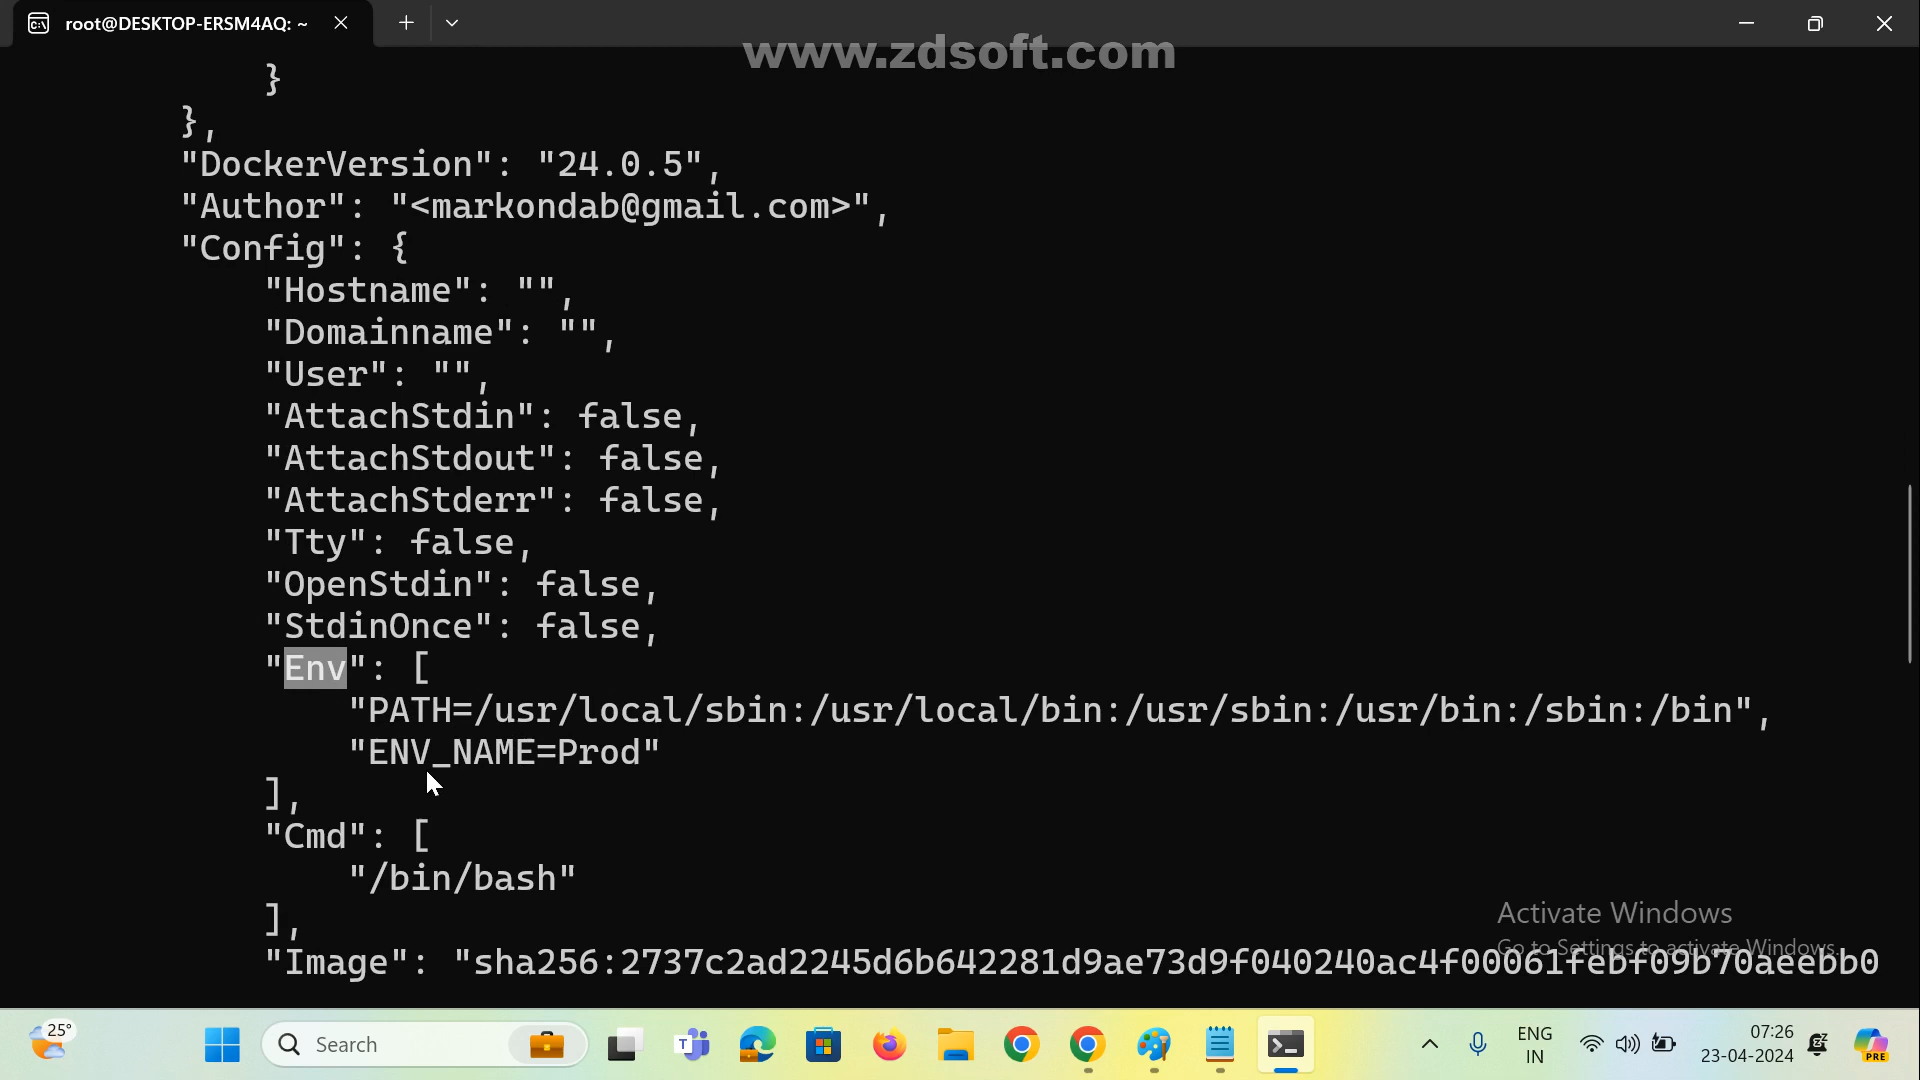 root@DESKTOP-ERSM4AQ: ~
www.zdsoft.com
}
},
"DockerVersion": "24.0.5",
"Author": "<markondab@gmail.com>",
"Config": {
"Hostname": "",
"Domainname": "",
"User": "",
"AttachStdin": false,
"AttachStdout": false,
"AttachStderr": false,
"Tty": false,
"OpenStdin": false,
"StdinOnce": false,
"Env": [
"PATH=/usr/local/sbin:/usr/local/bin:/usr/sbin:/usr/bin:/sbin:/bin",
"ENV_NAME=Prod"
],
"Cmd": [
"/bin/bash"
],
Activate Windows
Go to Settings to activate Windows.
"Image": "sha256:2737c2ad2245d6b642281d9ae73d9f040240ac4f00061febf09b70aeebb0
25°
Search
ENG
IN
07:26
23-04-2024
PRE